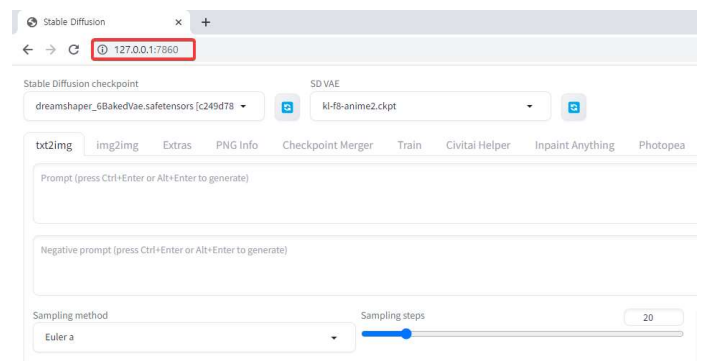 Stable Diffusion
127.0.0.1:7860
Stable Diffusion checkpoint
SD VAE
dreamshaper_6BakedVae.safetensors [c249d78
kl-f8-anime2.ckpt
txt2img img2img Extras PNG Info Checkpoint Merger Train Civitai Helper Inpaint Anything Photopea
Prompt (press Ctrl+Enter or Alt+Enter to generate)
Negative prompt (press Ctrl+Enter or Alt+Enter to generate)
Sampling method
Sampling steps
20
Euler a